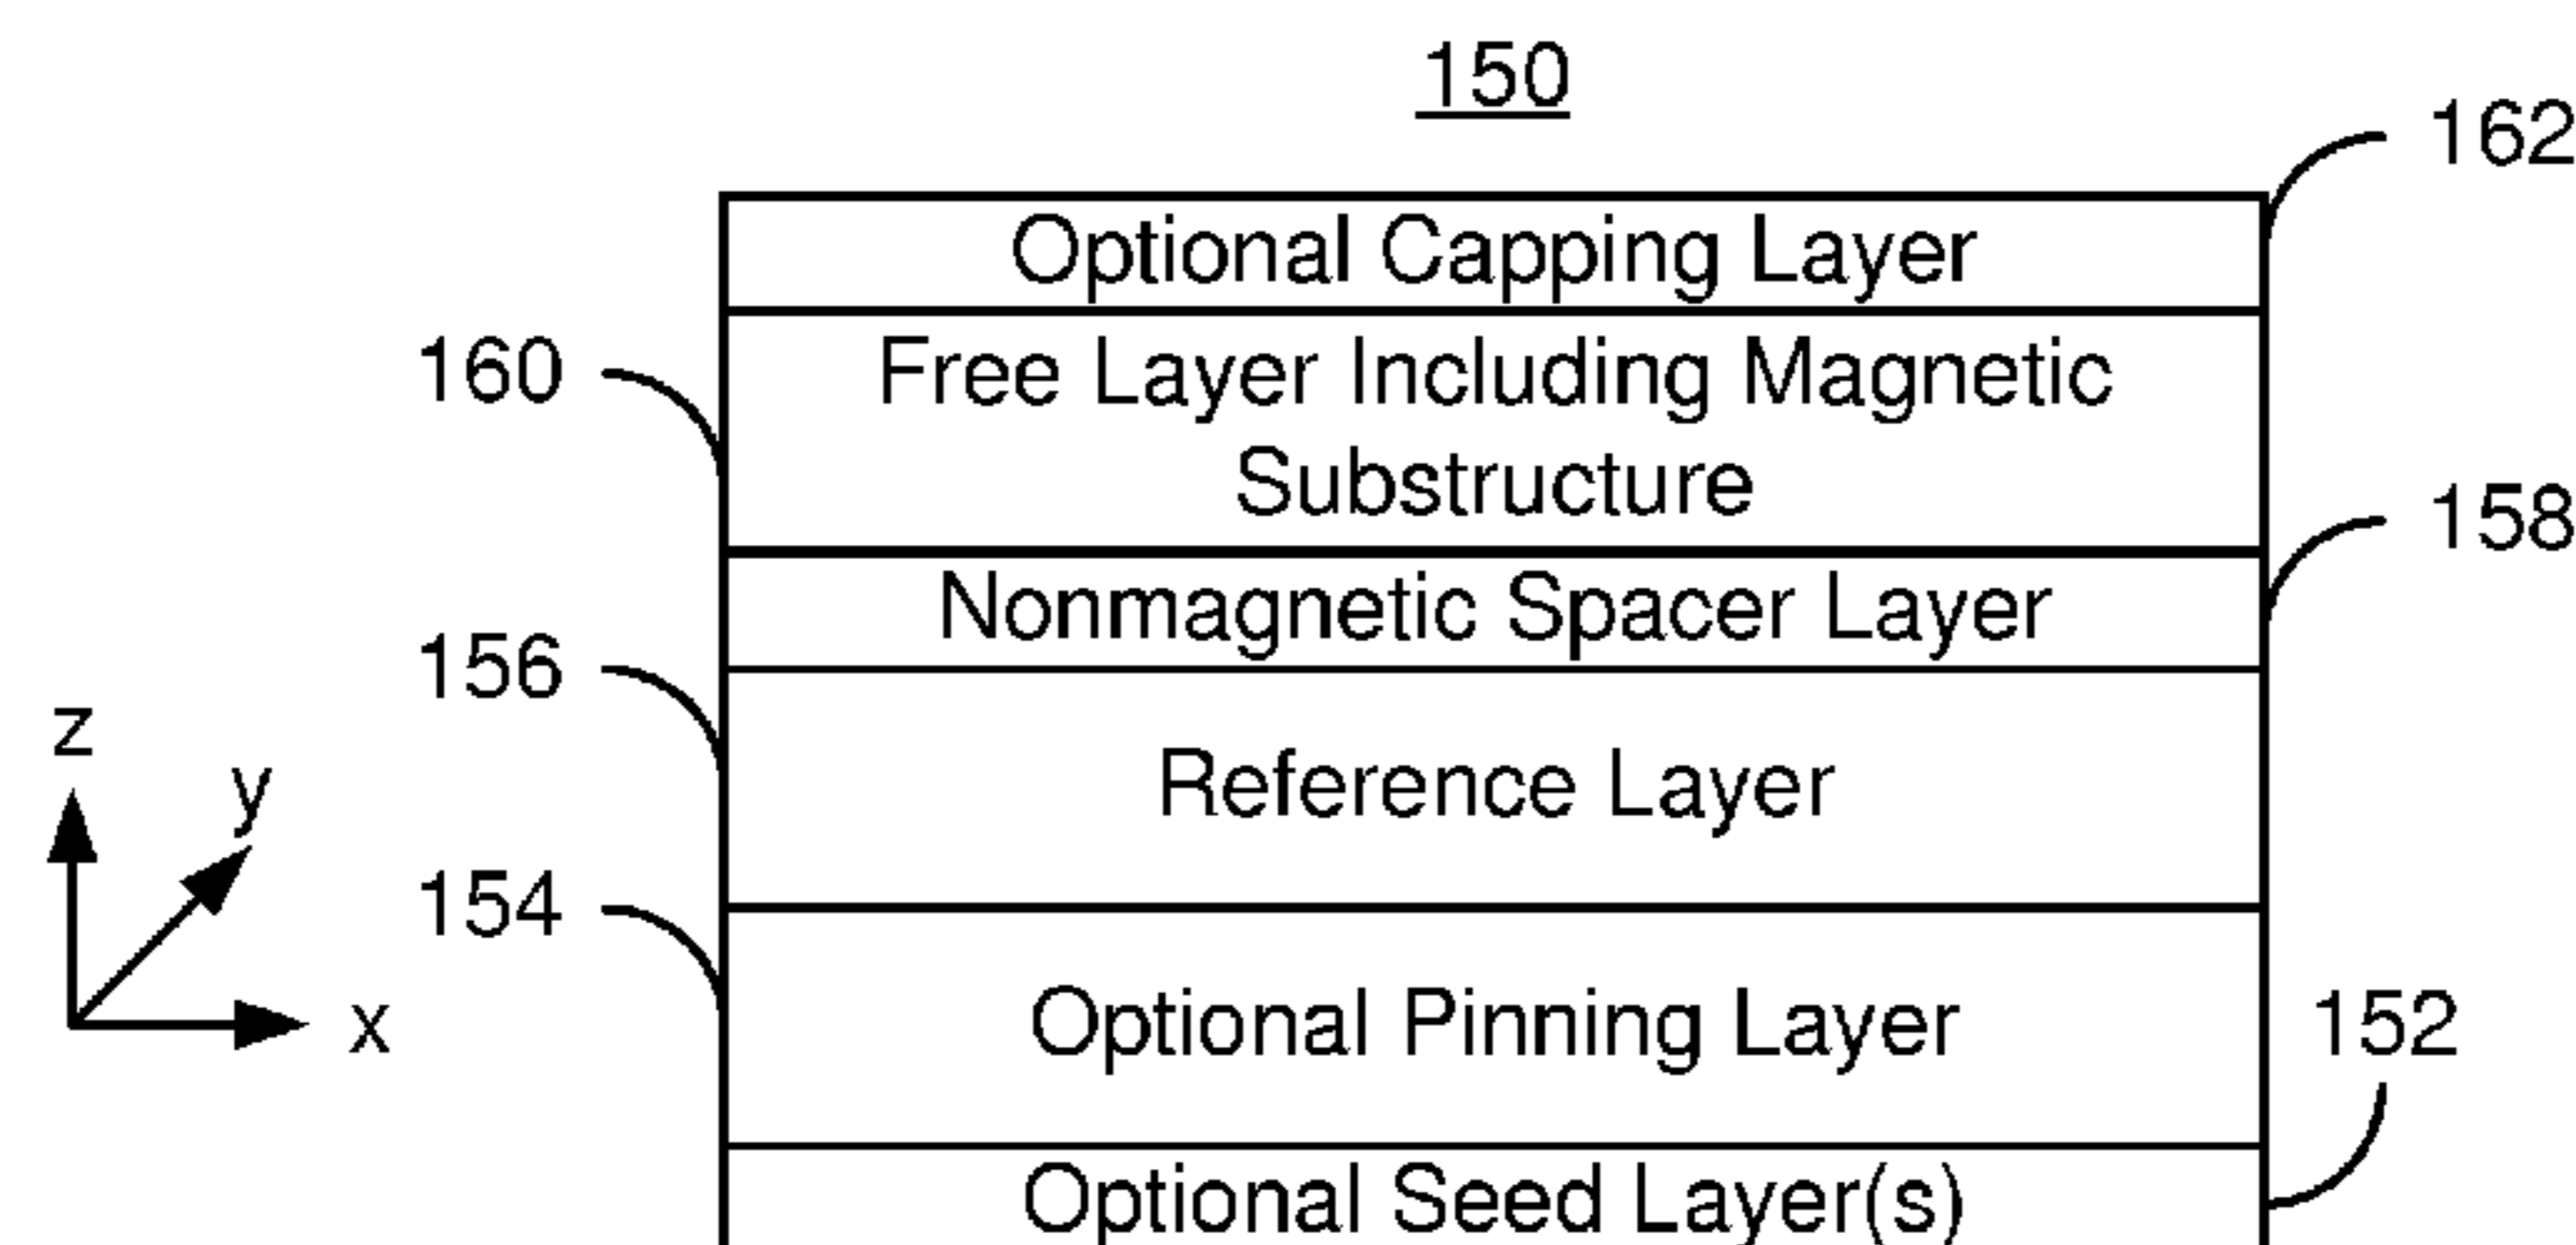 150
162
Optional Capping Layer
160
Free Layer Including Magnetic
Substructure
158
Nonmagnetic Spacer Layer
156
z
y
Reference Layer
154
x
Optional Pinning Layer
152
Optional Seed Layer(s)